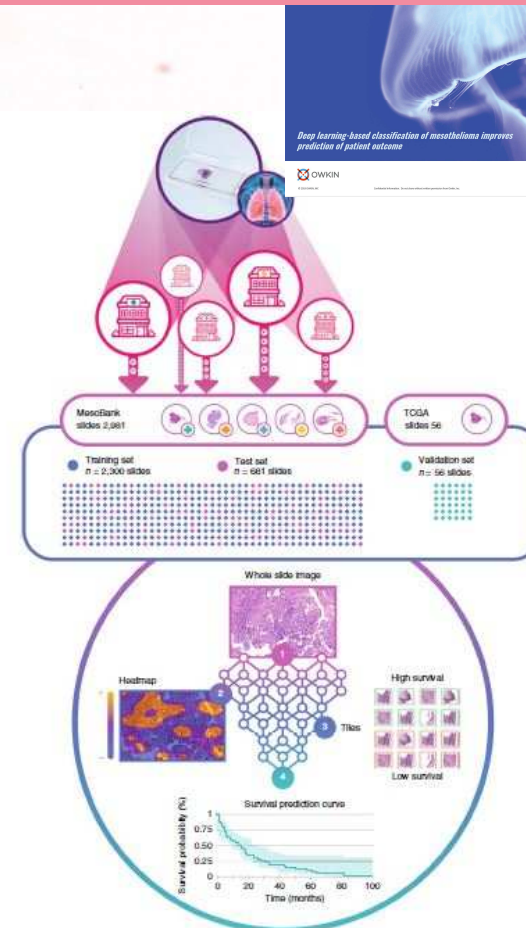 Deep learning-based classification of mesothelioma improves
prediction of patient outcome
OWKIN
MesoBank
slides 2,981
TCGA
slides 56
Training set
n = 2,300 slides
Test set
n = 681 slides
Validation set
n = 56 slides
Whole slide image
1
Heatmap
2
3
Tiles
High survival
Low survival
4
Survival prediction curve
Survival probability (%)
1
0.75
0.50
0.25
0
0
20
40
60
80
100
Time (months)